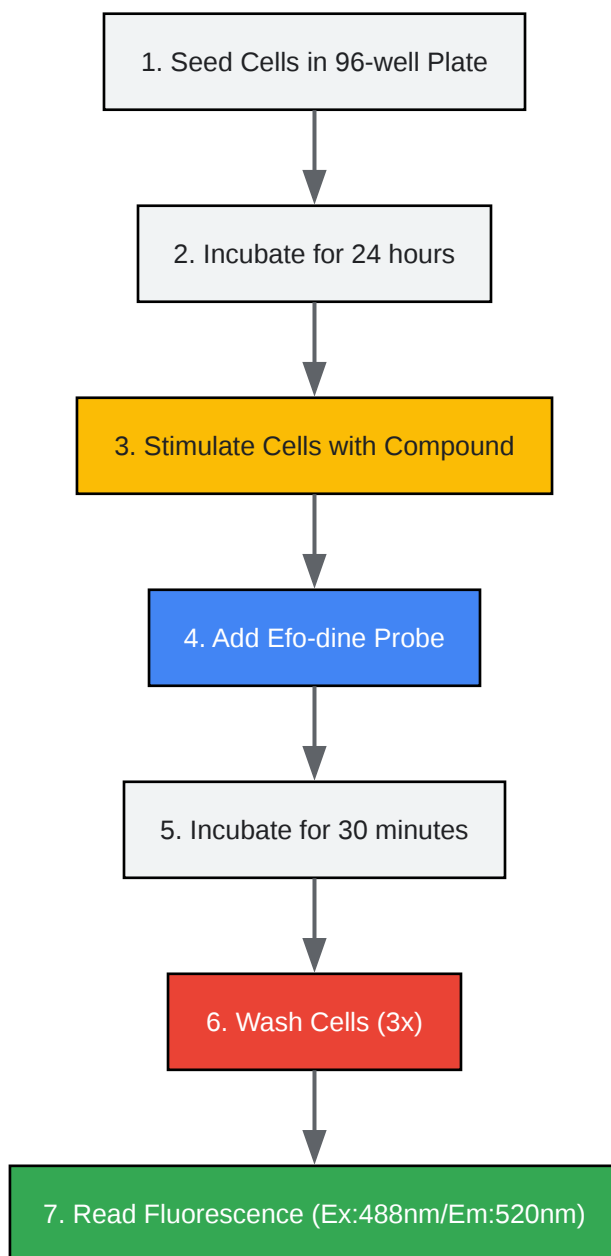 1. Seed Cells in 96-well Plate
2. Incubate for 24 hours
3. Stimulate Cells with Compound
4. Add Efo-dine Probe
5. Incubate for 30 minutes
6. Wash Cells (3x)
7. Read Fluorescence (Ex:488nm/Em:520nm)